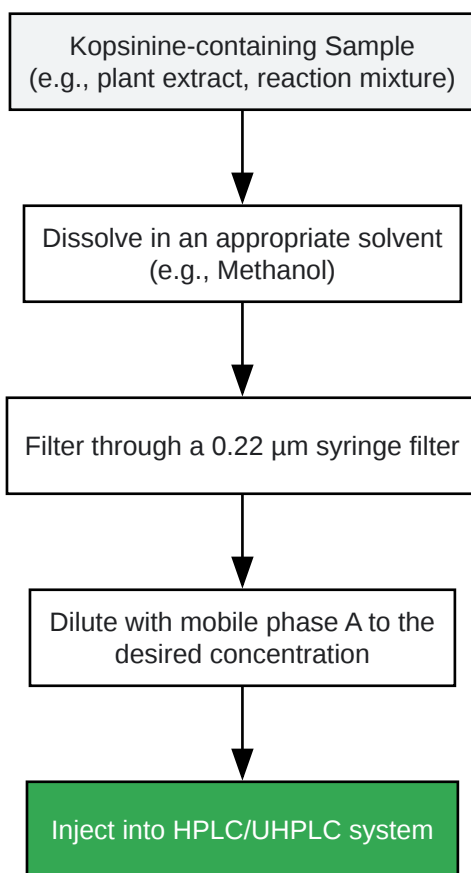 Kopsinine-containing Sample
(e.g., plant extract, reaction mixture)
Dissolve in an appropriate solvent
(e.g., Methanol)
Filter through a 0.22 µm syringe filter
Dilute with mobile phase A to the
desired concentration
Inject into HPLC/UHPLC system